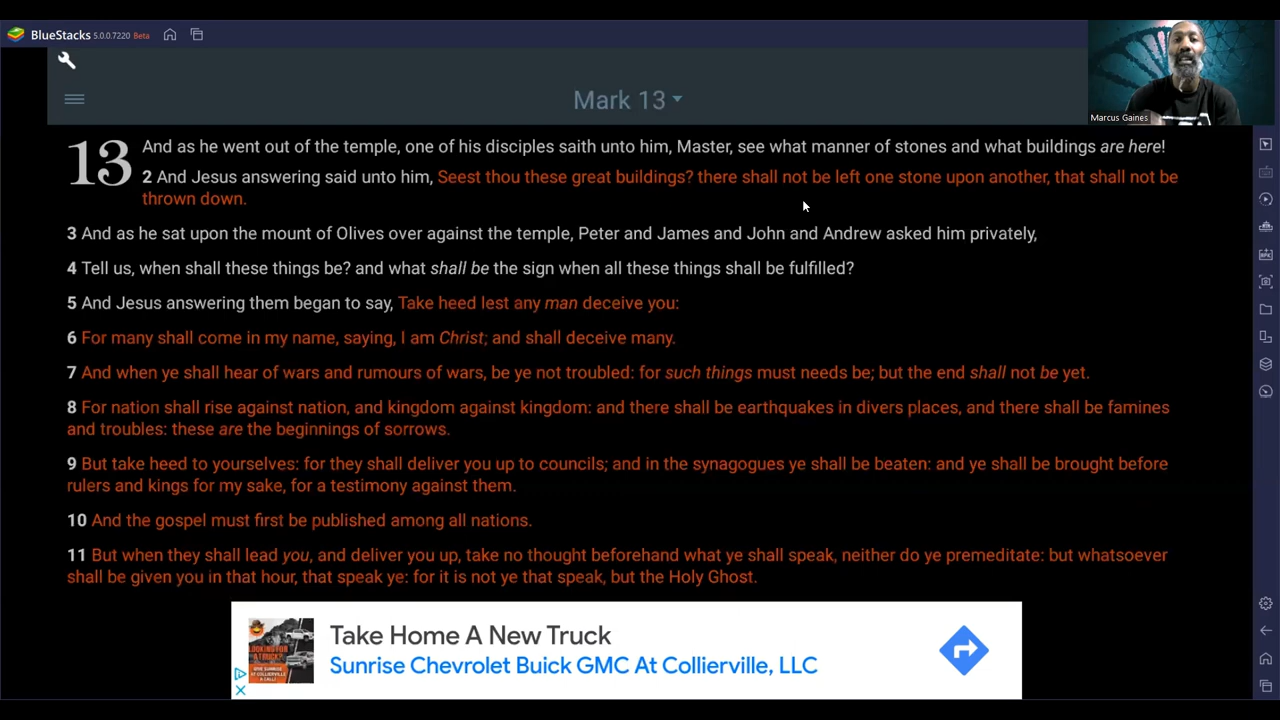 BlueStacks 5.0.0.7220 Beta
Mark 13
Marcus Gaines
13 And as he went out of the temple, one of his disciples saith unto him, Master, see what manner of stones and what buildings are here!
2 And Jesus answering said unto him, Seest thou these great buildings? there shall not be left one stone upon another, that shall not be
thrown down.
3 And as he sat upon the mount of Olives over against the temple, Peter and James and John and Andrew asked him privately,
4 Tell us, when shall these things be? and what shall be the sign when all these things shall be fulfilled?
5 And Jesus answering them began to say, Take heed lest any man deceive you:
6 For many shall come in my name, saying, I am Christ; and shall deceive many.
7 And when ye shall hear of wars and rumours of wars, be ye not troubled: for such things must needs be; but the end shall not be yet.
8 For nation shall rise against nation, and kingdom against kingdom: and there shall be earthquakes in divers places, and there shall be famines
and troubles: these are the beginnings of sorrows.
9 But take heed to yourselves: for they shall deliver you up to councils; and in the synagogues ye shall be beaten: and ye shall be brought before
rulers and kings for my sake, for a testimony against them.
10 And the gospel must first be published among all nations.
11 But when they shall lead you, and deliver you up, take no thought beforehand what ye shall speak, neither do ye premeditate: but whatsoever
shall be given you in that hour, that speak ye: for it is not ye that speak, but the Holy Ghost.
Take Home A New Truck
Sunrise Chevrolet Buick GMC At Collierville, LLC
LOOKING FOR
A TRUCK?